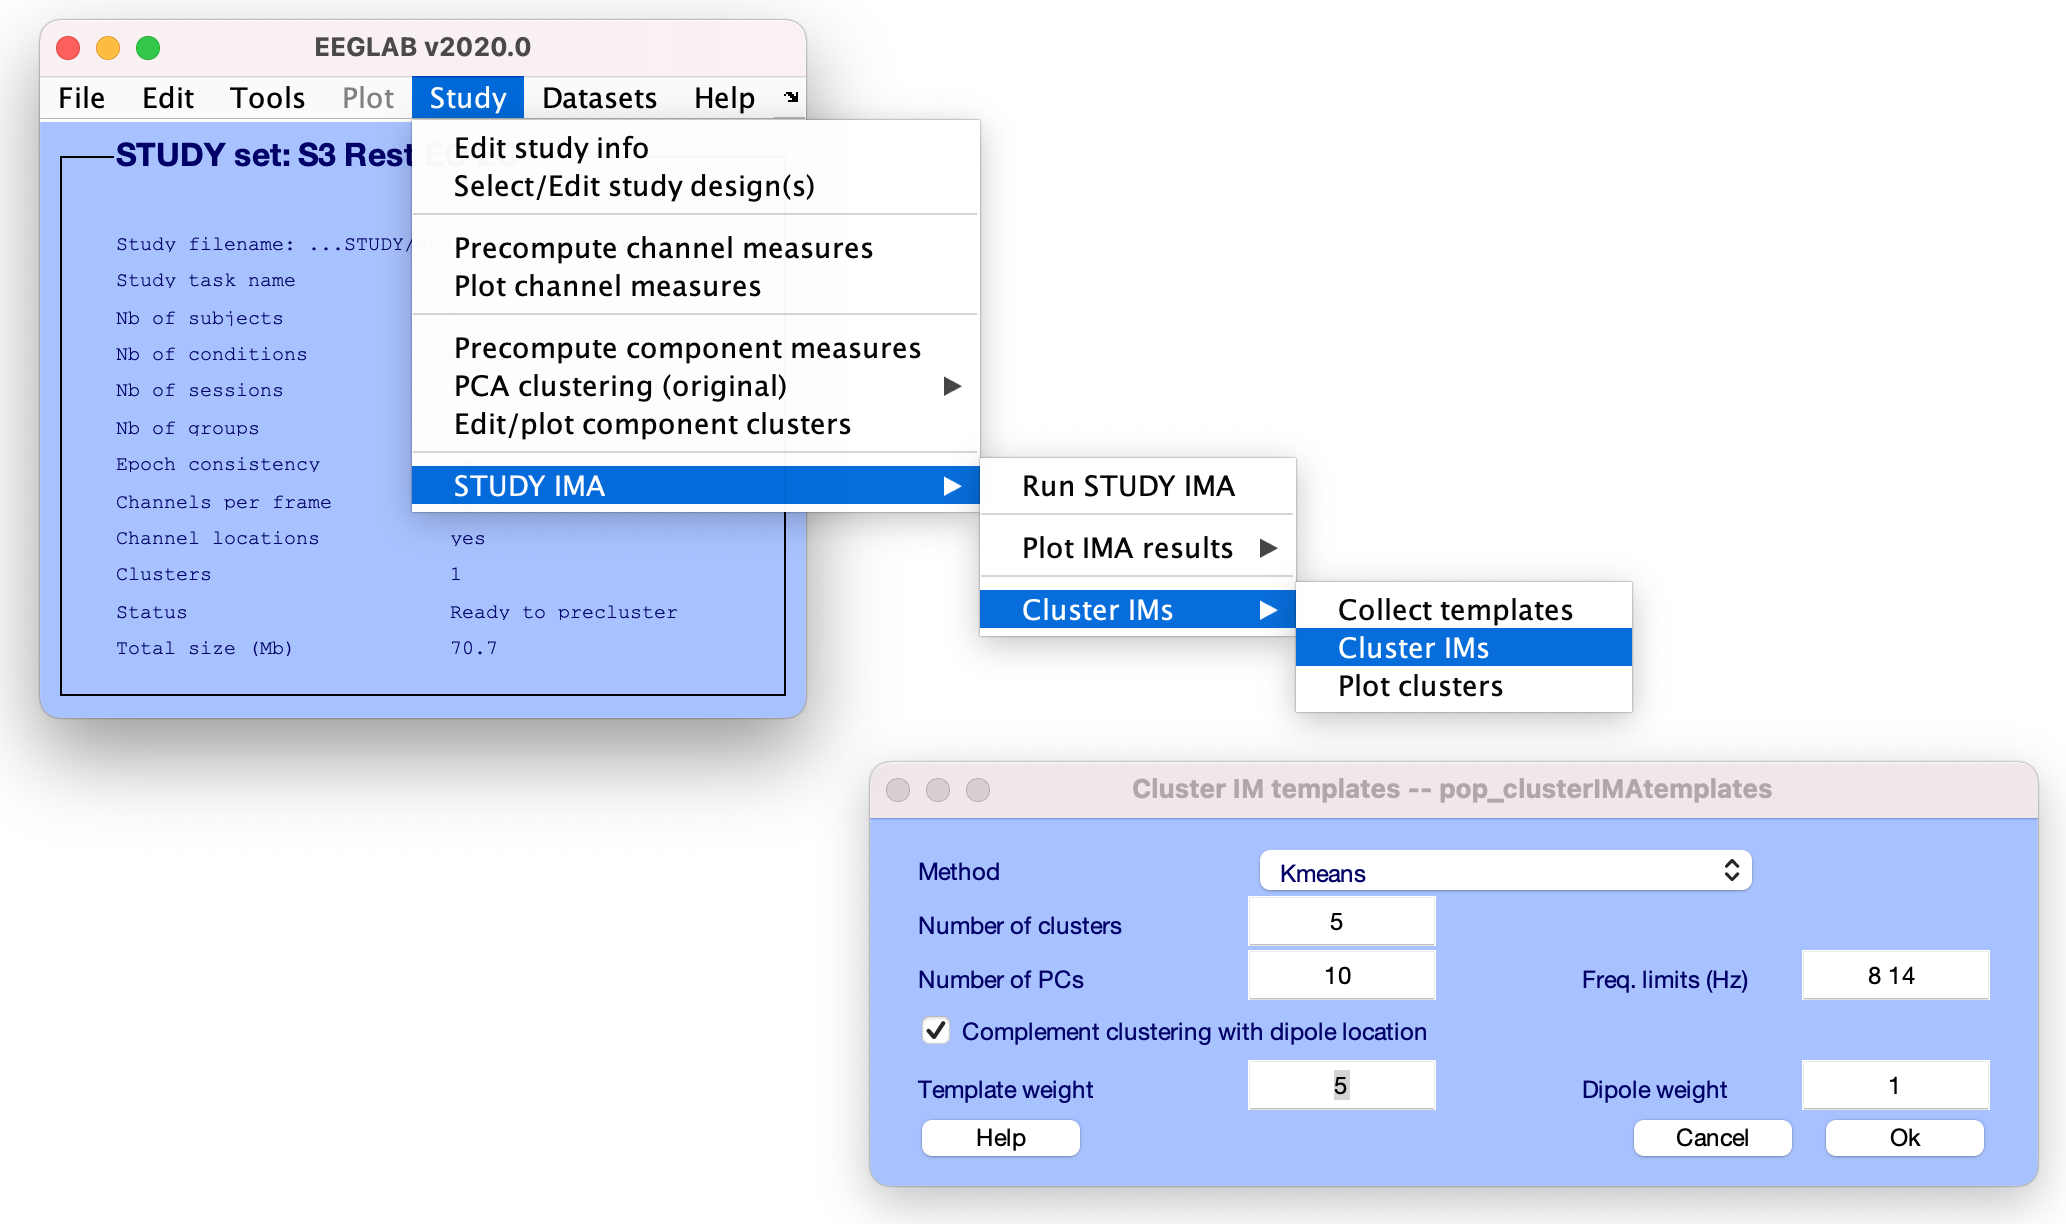 EEGLAB v2020.0
File Edit Tools Plot Study Datasets Help
STUDY set: S3 Rest
Study filename: ...STUDY/
Study task name
Nb of subjects
Nb of conditions
Nb of sessions
Nb of groups
Epoch consistency
Channels per frame
Channel locations yes
Clusters 1
Status Ready to precluster
Total size (Mb) 70.7
Edit study info
Select/Edit study design(s)
Precompute channel measures
Plot channel measures
Precompute component measures
PCA clustering (original)
Edit/plot component clusters
STUDY IMA
Run STUDY IMA
Plot IMA results
Cluster IMs
Collect templates
Cluster IMs
Plot clusters
Cluster IM templates -- pop_clusterIMAtemplates
Method Kmeans
Number of clusters 5
Number of PCs 10 Freq. limits (Hz) 8 14
Complement clustering with dipole location
Template weight 5 Dipole weight 1
Help Cancel Ok